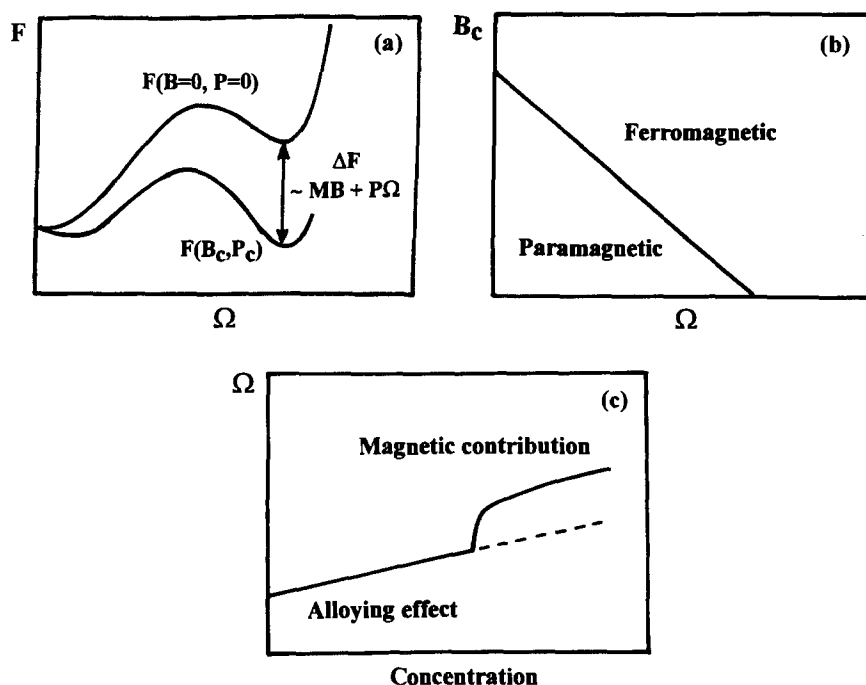 F
(a)
F(B=0, P=0)
ΔF
~ MB + PΩ
F(B_c,P_c)
Ω
B_c
(b)
Ferromagnetic
Paramagnetic
Ω
Ω
(c)
Magnetic contribution
Alloying effect
Concentration